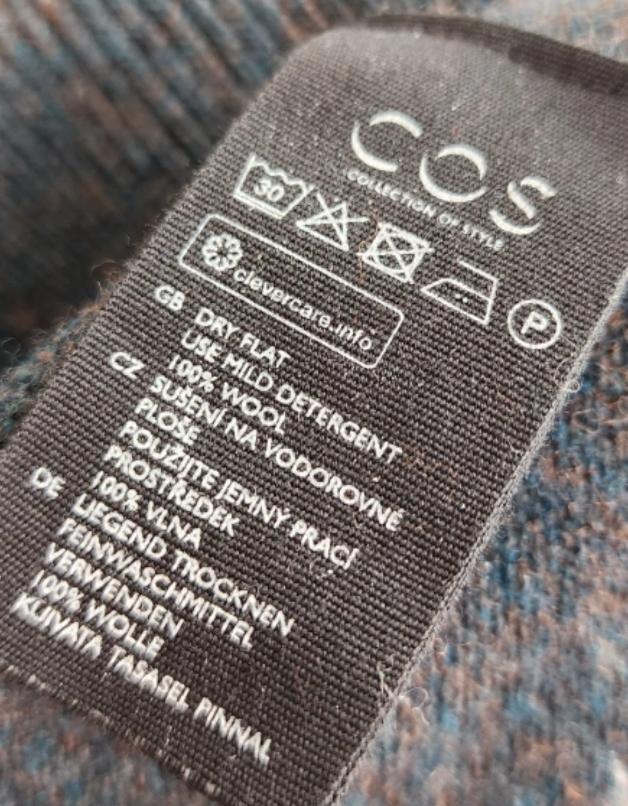 COS
COLLECTION OF STYLE
30
P
clevercare.info
GB DRY FLAT
USE MILD DETERGENT
100% WOOL
CZ SUŠENÍ NA VODOROVNÉ
PLOŠE
POUŽIJTE JEMNÝ PRACÍ
PROSTŘEDEK
100% VLNA
DE LIEGEND TROCKNEN
FEINWASCHMITTEL
VERWENDEN
100% WOLLE
KUIVATA TASASEL PINNAL